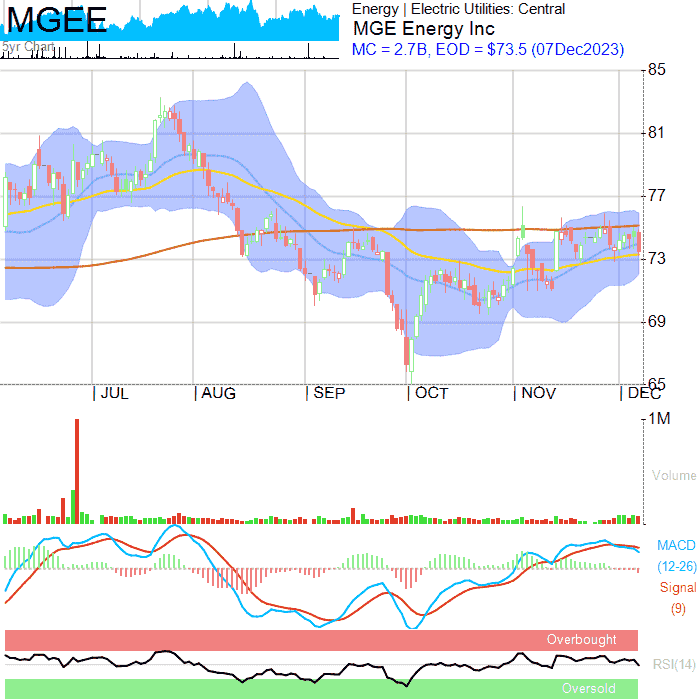 MGEE
5yr Chart
Energy | Electric Utilities: Central
MGE Energy Inc
MC = 2.7B, EOD = $73.5 (07Dec2023)
85
81
77
73
69
65
| JUL | AUG | SEP | OCT | NOV | DEC
1M
Volume
MACD
(12-26)
Signal
(9)
Overbought
RSI(14)
Oversold